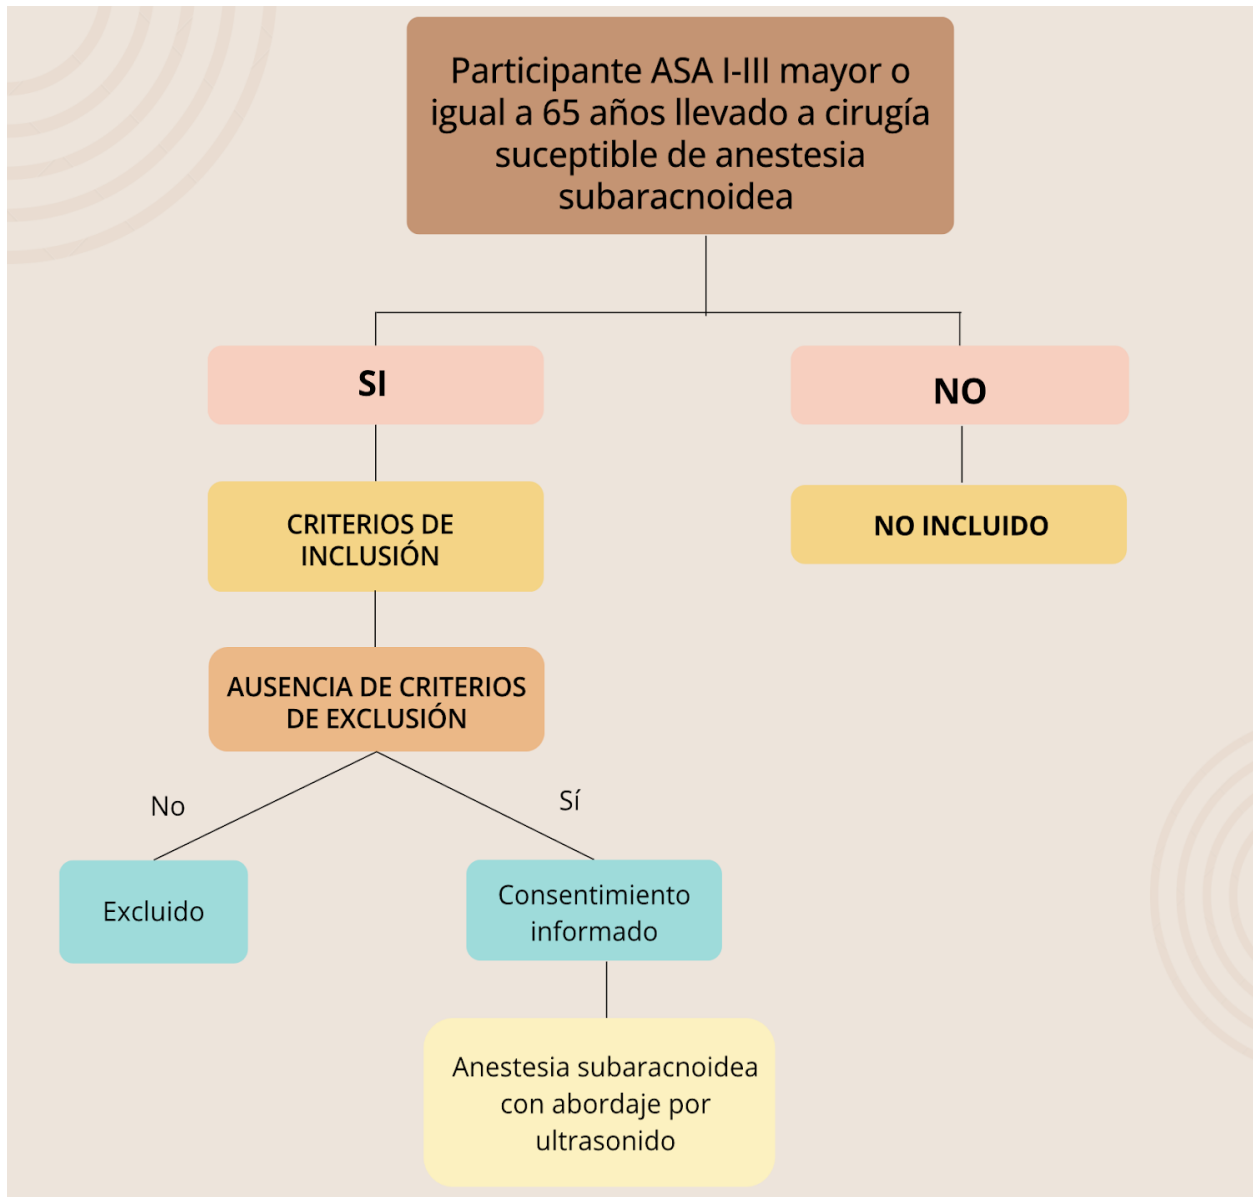 Participante ASA I-III mayor o
igual a 65 años llevado a cirugía
suceptible de anestesia
subaracnoidea
SI
NO
CRITERIOS DE
INCLUSIÓN
NO INCLUIDO
AUSENCIA DE CRITERIOS
DE EXCLUSIÓN
No
Sí
Excluido
Consentimiento
informado
Anestesia subaracnoidea
con abordaje por
ultrasonido